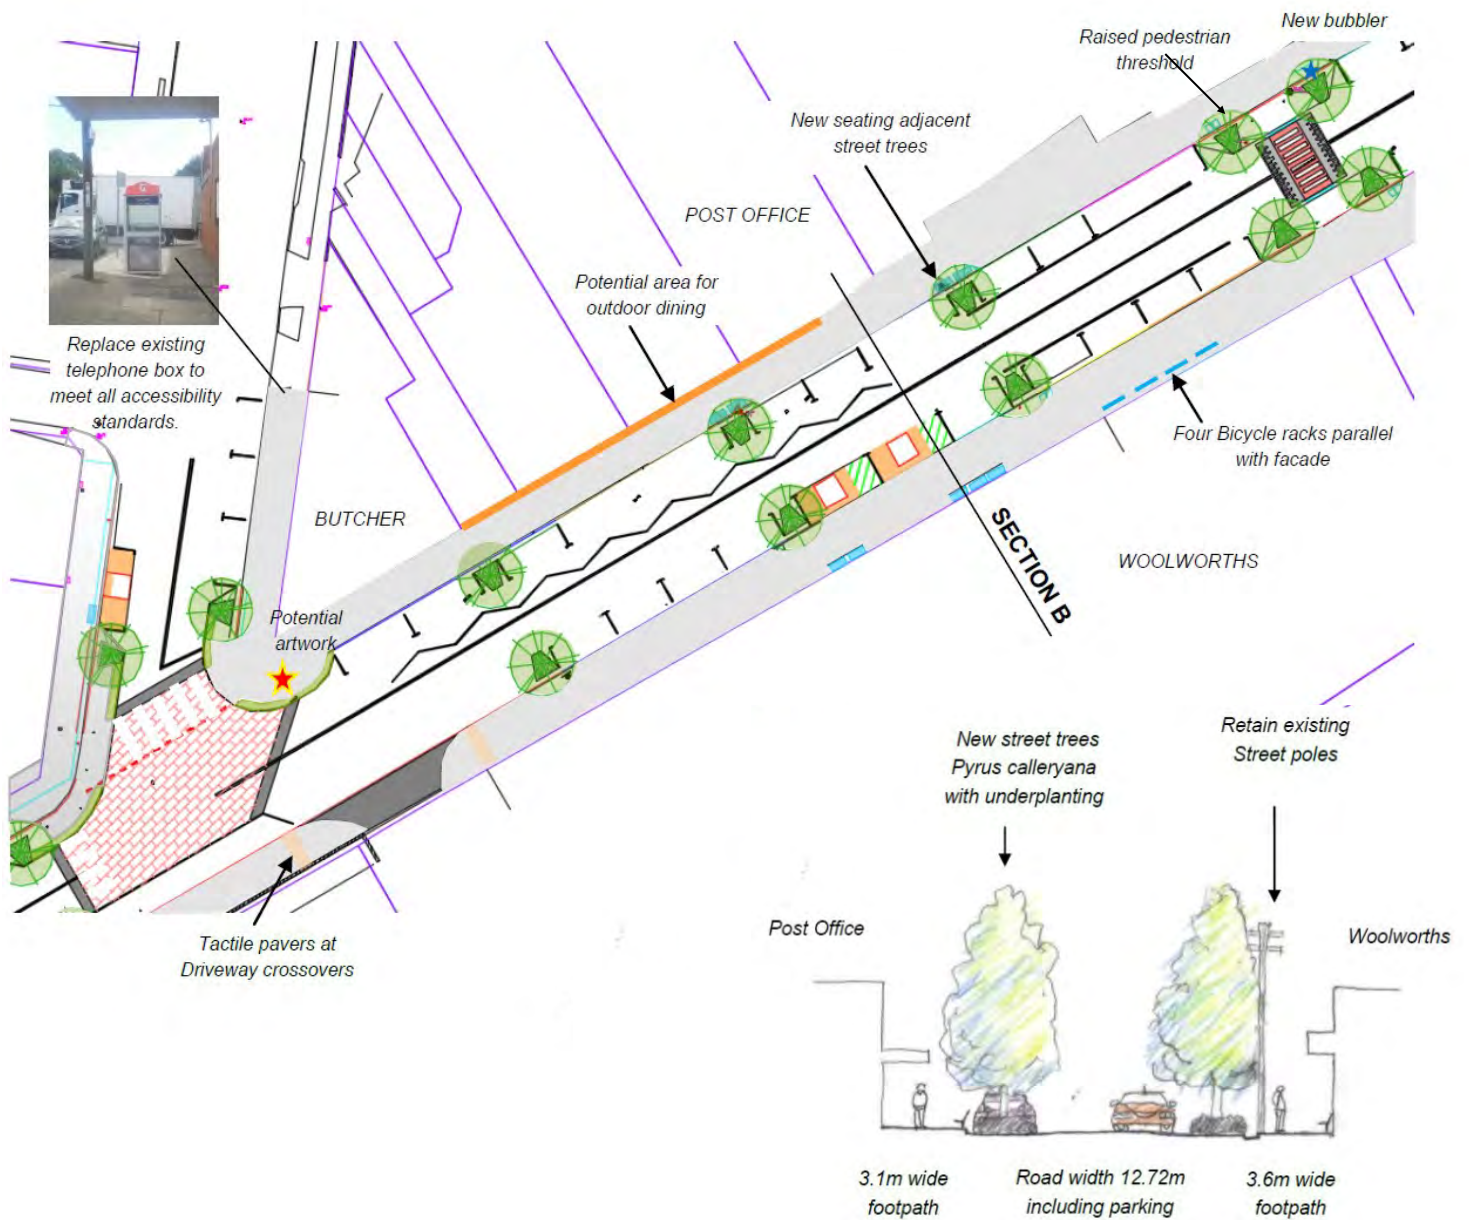 New bubbler
Raised pedestrian
threshold
New seating adjacent
street trees
POST OFFICE
Potential area for
outdoor dining
Replace existing
telephone box to
meet all accessibility
standards.
Four Bicycle racks parallel
with facade
BUTCHER
SECTION B
WOOLWORTHS
Potential
artwork
Tactile pavers at
Driveway crossovers
New street trees
Pyrus calleryana
with underplanting
Retain existing
Street poles
Post Office
Woolworths
3.1m wide
footpath
Road width 12.72m
including parking
3.6m wide
footpath